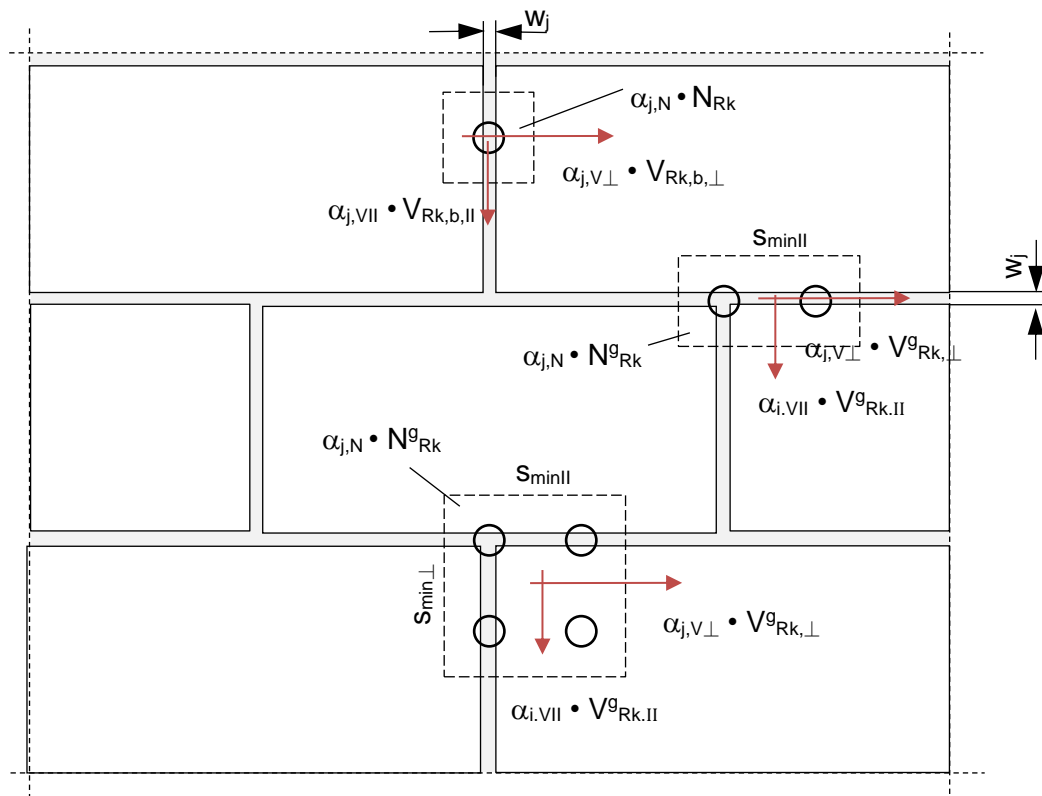 wj
αj,N • NRk
αj,V⊥ • VRk,b,⊥
αj,VII • VRk,b,II
sminII
wj
αj,N • NgRk
αj,V⊥ • VgRk,⊥
αi.VII • VgRk.II
αj,N • NgRk
sminII
smin⊥
αj,V⊥ • VgRk,⊥
αi.VII • VgRk.II